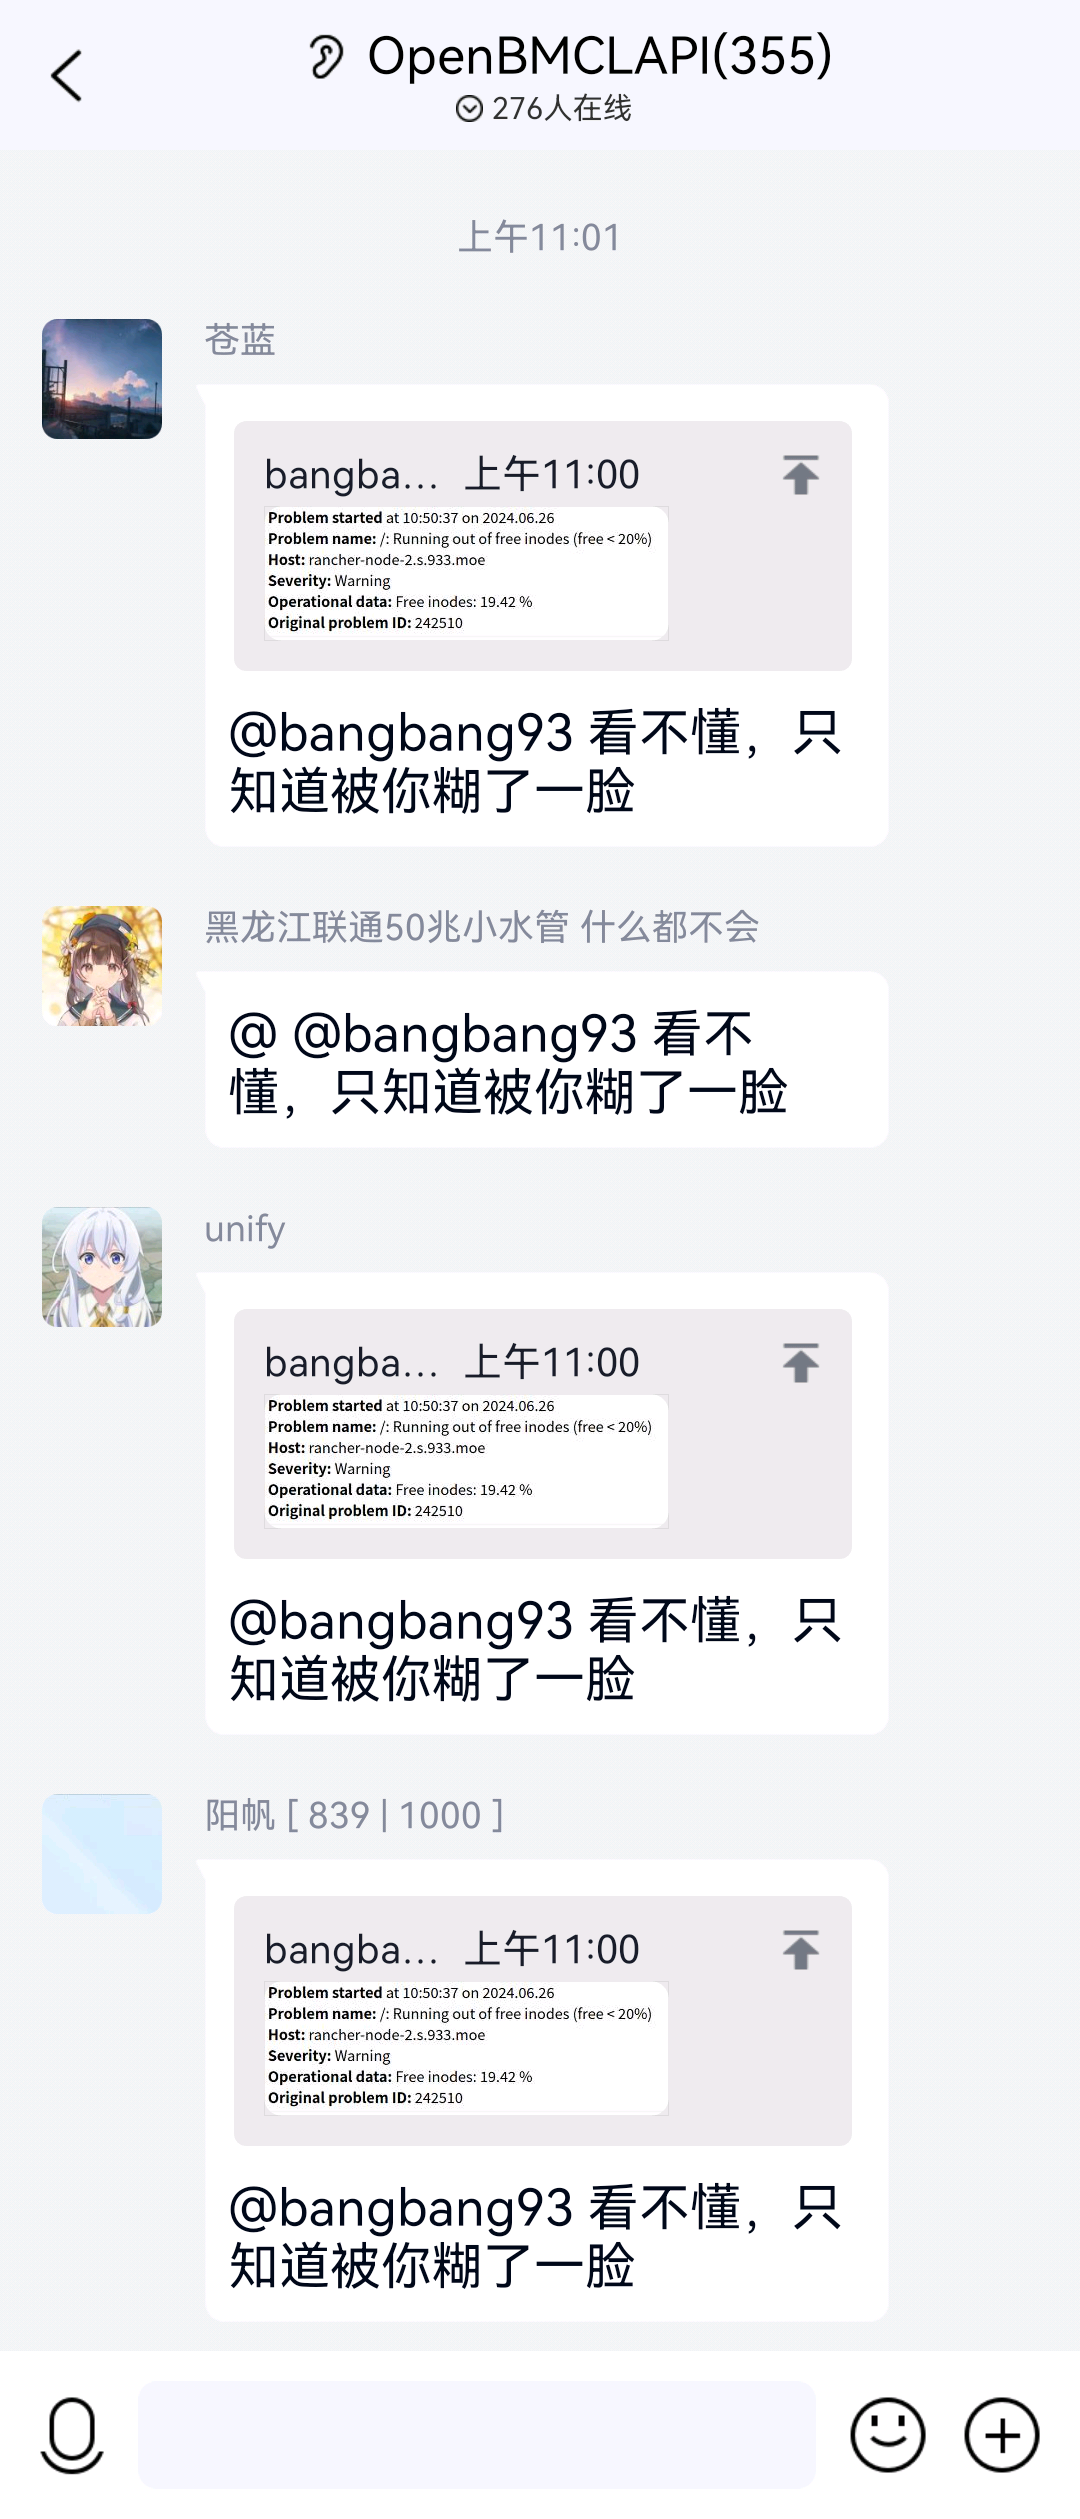 OpenBMCLAPI(355)
276人在线
上午11:01
苍蓝
bangba... 上午11:00
Problem started at 10:50:37 on 2024.06.26
Problem name: /: Running out of free inodes (free < 20%)
Host: rancher-node-2.s.933.moe
Severity: Warning
Operational data: Free inodes: 19.42 %
Original problem ID: 242510
@bangbang93 看不懂，只
知道被你糊了一脸
黑龙江联通50兆小水管 什么都不会
@ @bangbang93 看不
懂，只知道被你糊了一脸
unify
bangba... 上午11:00
Problem started at 10:50:37 on 2024.06.26
Problem name: /: Running out of free inodes (free < 20%)
Host: rancher-node-2.s.933.moe
Severity: Warning
Operational data: Free inodes: 19.42 %
Original problem ID: 242510
@bangbang93 看不懂，只
知道被你糊了一脸
阳帆 [ 839 | 1000 ]
bangba... 上午11:00
Problem started at 10:50:37 on 2024.06.26
Problem name: /: Running out of free inodes (free < 20%)
Host: rancher-node-2.s.933.moe
Severity: Warning
Operational data: Free inodes: 19.42 %
Original problem ID: 242510
@bangbang93 看不懂，只
知道被你糊了一脸